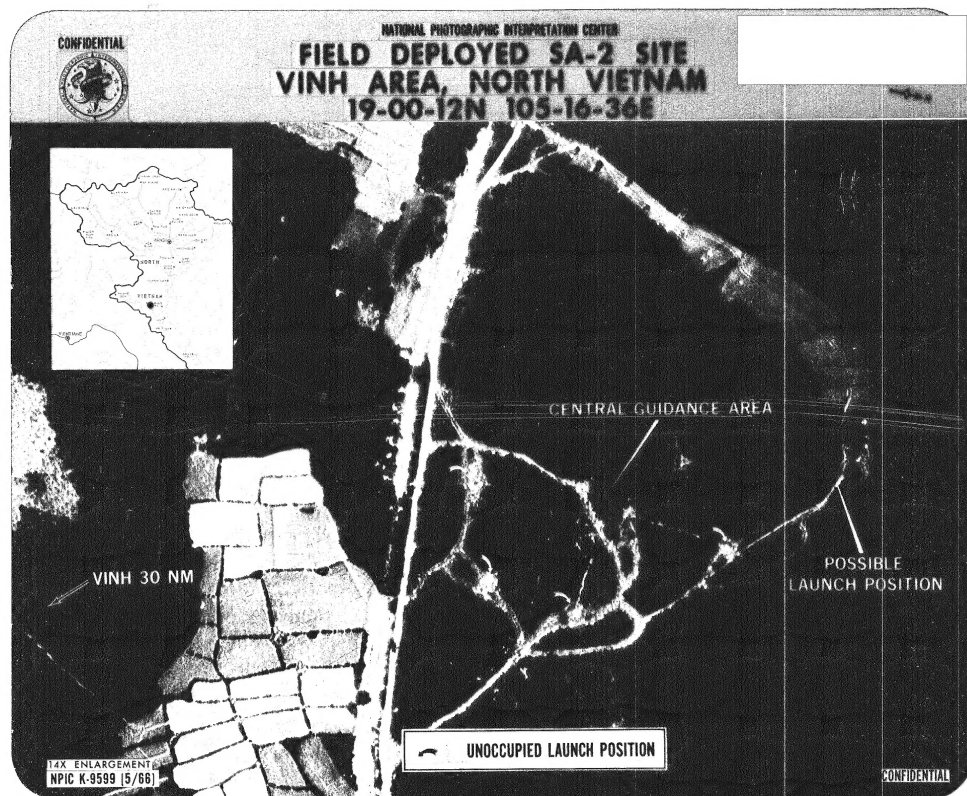 NATIONAL PHOTOGRAPHIC INTERPRETATION CENTER
CONFIDENTIAL
FIELD DEPLOYED SA-2 SITE
VINH AREA, NORTH VIETNAM
19-00-12N 105-16-36E
NORTH
VIETNAM
VIENTIANE
CENTRAL GUIDANCE AREA
VINH 30 NM
POSSIBLE
LAUNCH POSITION
UNOCCUPIED LAUNCH POSITION
14X ENLARGEMENT
NPIC K-9599 (5/66)
CONFIDENTIAL